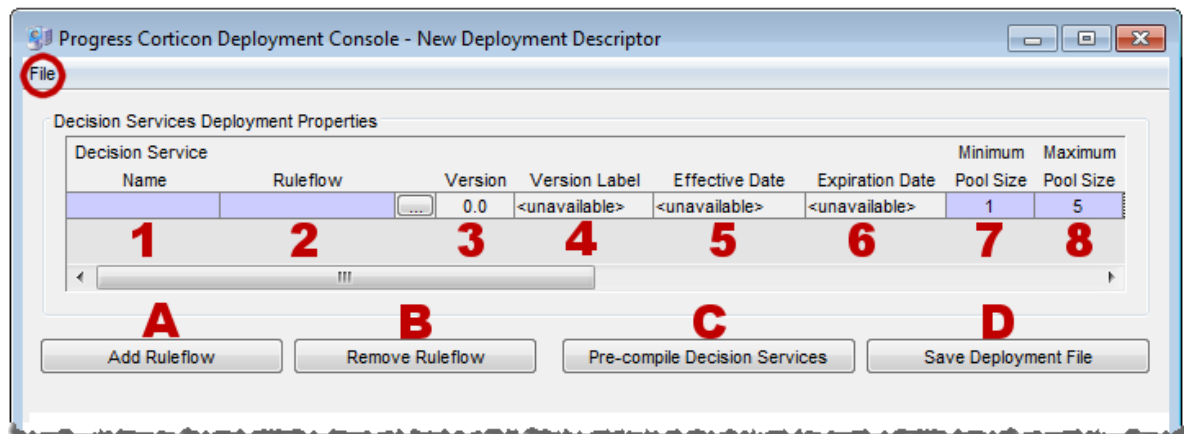 Progress Corticon Deployment Console - New Deployment Descriptor
File
Decision Services Deployment Properties
Decision Service Minimum Maximum
Name Ruleflow Version Version Label Effective Date Expiration Date Pool Size Pool Size
... 0.0 <unavailable> <unavailable> <unavailable> 1 5
1 2 3 4 5 6 7 8
A B C D
Add Ruleflow Remove Ruleflow Pre-compile Decision Services Save Deployment File